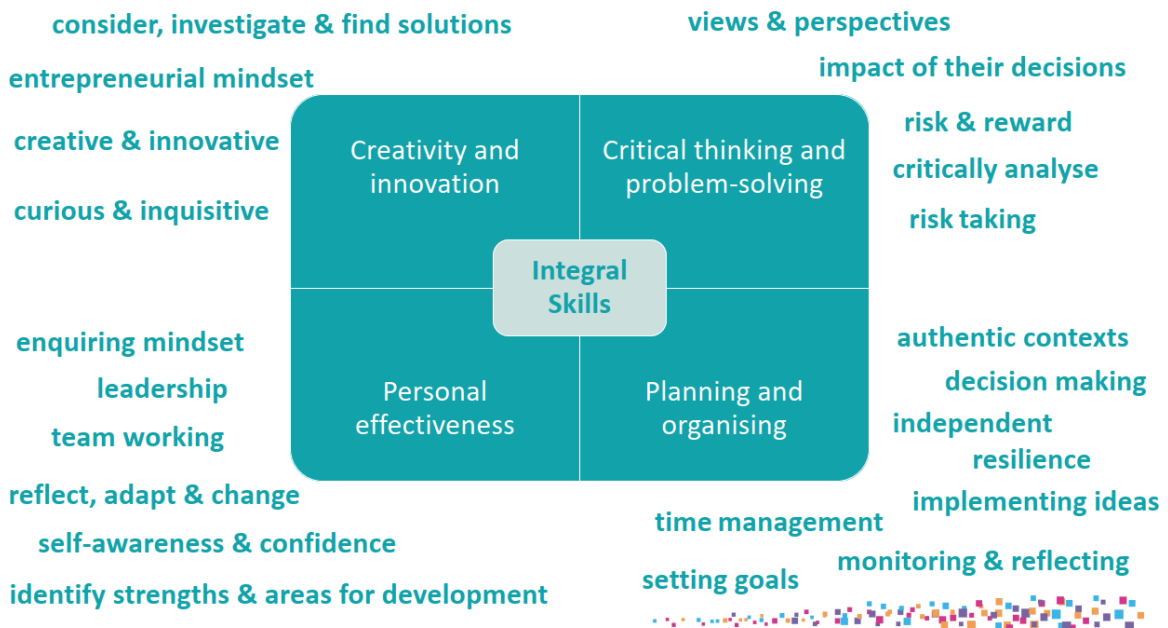 consider, investigate & find solutions
views & perspectives
entrepreneurial mindset
impact of their decisions
creative & innovative
risk & reward
critically analyse
curious & inquisitive
risk taking
Creativity and
innovation
Critical thinking and
problem-solving
Integral
Skills
Personal
effectiveness
Planning and
organising
enquiring mindset
leadership
team working
reflect, adapt & change
self-awareness & confidence
identify strengths & areas for development
authentic contexts
decision making
independent
resilience
implementing ideas
time management
monitoring & reflecting
setting goals